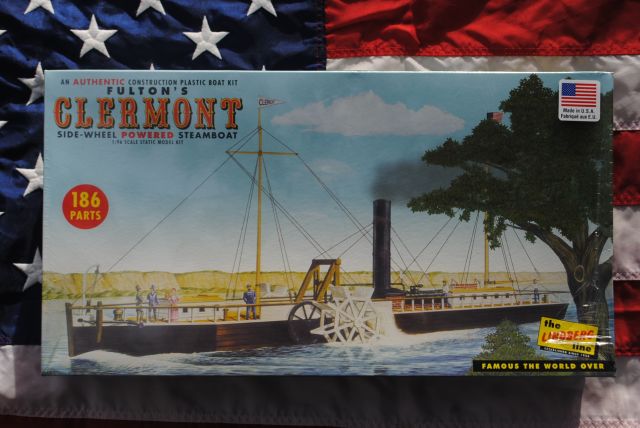 AN AUTHENTIC CONSTRUCTION PLASTIC BOAT KIT
FULTON'S
CLERMONT
SIDE-WHEEL POWERED STEAMBOAT
1/96 SCALE STATIC MODEL KIT
186
PARTS
Made in U.S.A.
Fabriqué aux E.U.
the
LINDBERG
line
FAMOUS THE WORLD OVER